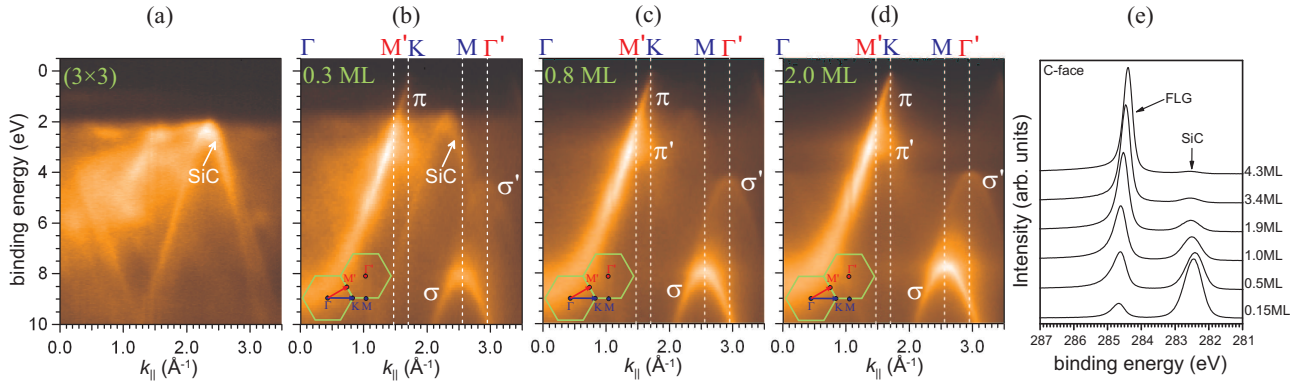 (a)
(b)
(c)
(d)
(e)
Γ M' K M Γ'
Γ M' K M Γ'
Γ M' K M Γ'
(3×3)
0.3 ML
0.8 ML
2.0 ML
SiC
π
SiC
σ'
σ
π
π'
σ'
σ
π
π'
σ'
σ
Γ'
M'
Γ K M
Γ'
M'
Γ K M
Γ'
M'
Γ K M
binding energy (eV)
0
2
4
6
8
10
0.0 1.0 2.0 3.0
k|| (Å-1)
0.0 1.0 2.0 3.0
k|| (Å-1)
0.0 1.0 2.0 3.0
k|| (Å-1)
0.0 1.0 2.0 3.0
k|| (Å-1)
C-face
FLG
SiC
4.3ML
3.4ML
1.9ML
1.0ML
0.5ML
0.15ML
Intensity (arb. units)
287 286 285 284 283 282 281
binding energy (eV)